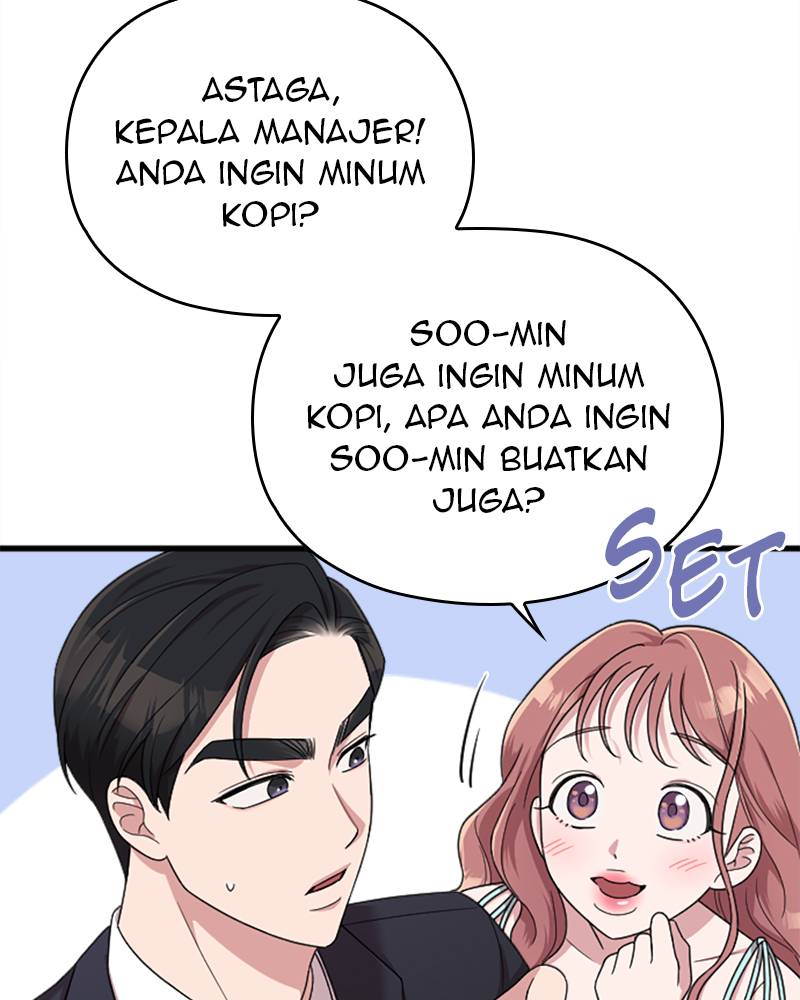 ASTAGA,
KEPALA MANAJER!
ANDA INGIN MINUM
KOPI?
SOO-MIN
JUGA INGIN MINUM
KOPI, APA ANDA INGIN
SOO-MIN BUATKAN
JUGA?
SET